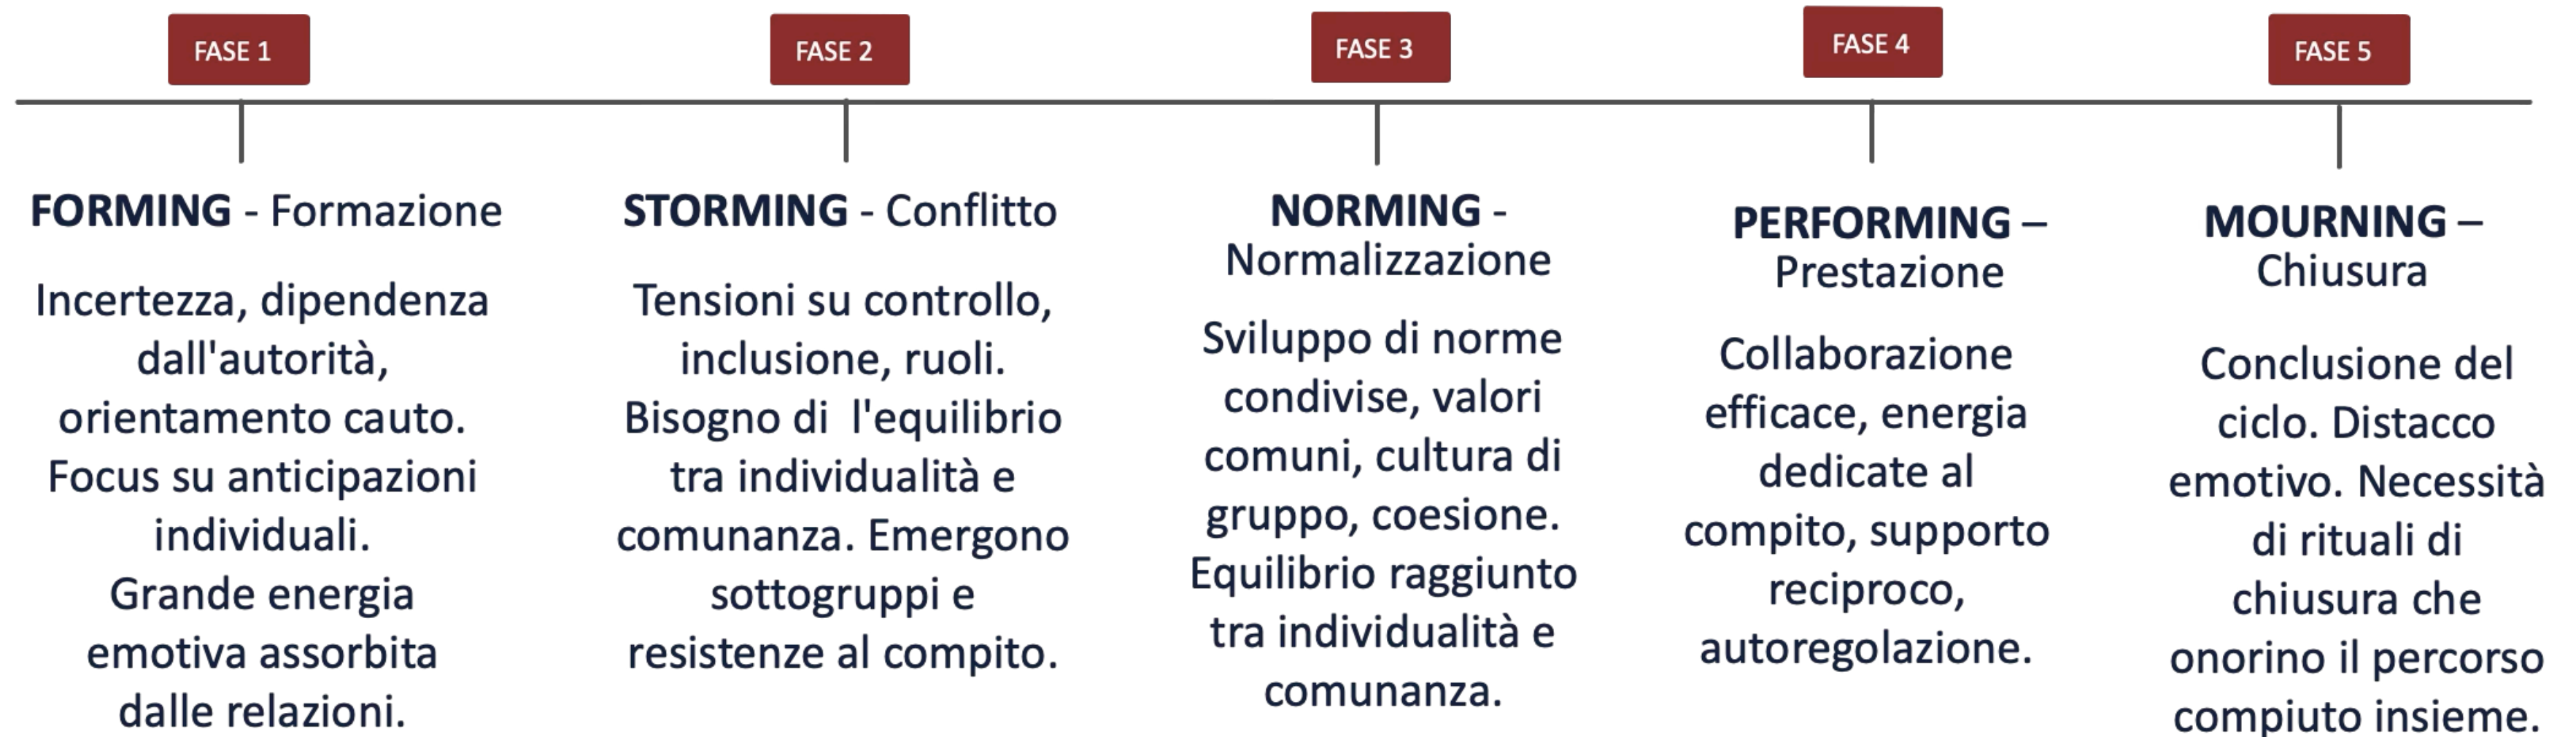 FASE 1
FORMING - Formazione
Incertezza, dipendenza
dall'autorità,
orientamento cauto.
Focus su anticipazioni
individuali.
Grande energia
emotiva assorbita
dalle relazioni.
FASE 2
STORMING - Conflitto
Tensioni su controllo,
inclusione, ruoli.
Bisogno di  l'equilibrio
tra individualità e
comunanza. Emergono
sottogruppi e
resistenze al compito.
FASE 3
NORMING -
Normalizzazione
Sviluppo di norme
condivise, valori
comuni, cultura di
gruppo, coesione.
Equilibrio raggiunto
tra individualità e
comunanza.
FASE 4
PERFORMING –
Prestazione
Collaborazione
efficace, energia
dedicate al
compito, supporto
reciproco,
autoregolazione.
FASE 5
MOURNING –
Chiusura
Conclusione del
ciclo. Distacco
emotivo. Necessità
di rituali di
chiusura che
onorino il percorso
compiuto insieme.